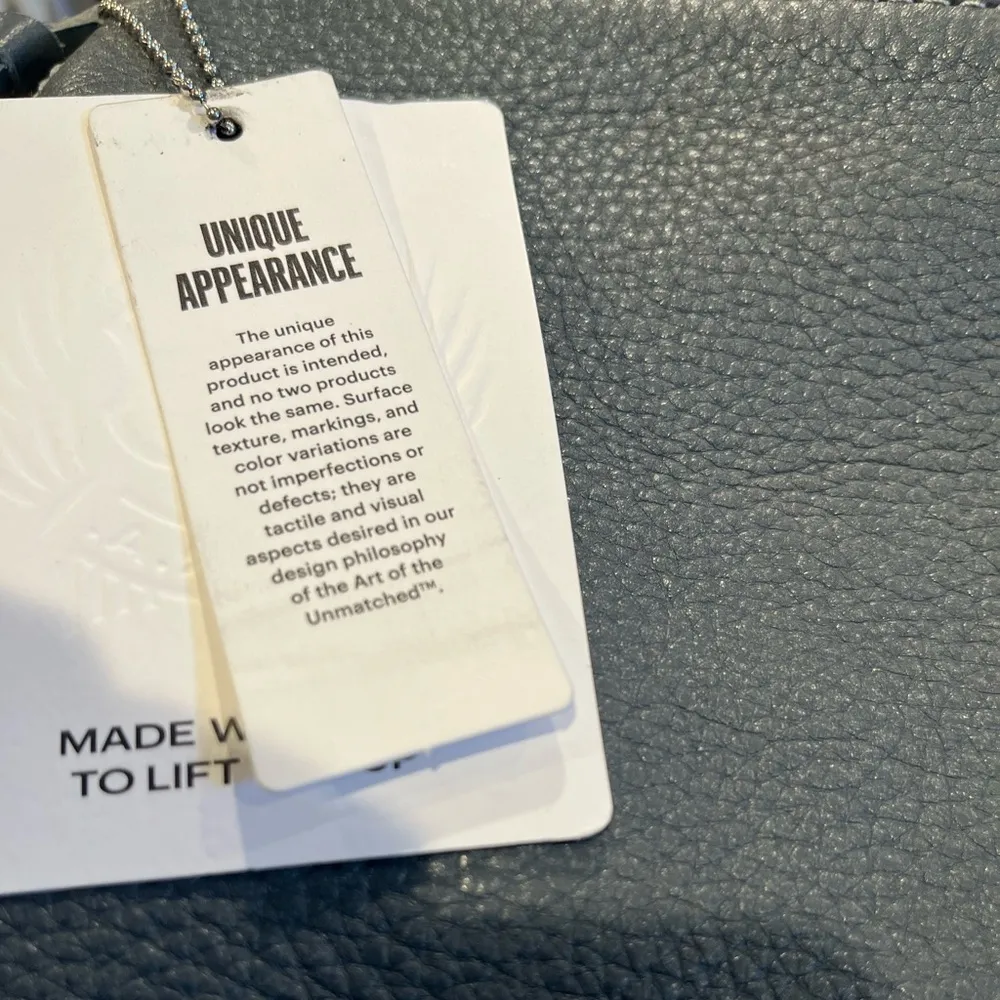 UNIQUE
APPEARANCE
The unique
appearance of this
product is intended,
and no two products
look the same. Surface
texture, markings, and
color variations are
not imperfections or
defects; they are
tactile and visual
aspects desired in our
design philosophy
of the Art of the
Unmatched™.
MADE
TO LIFT